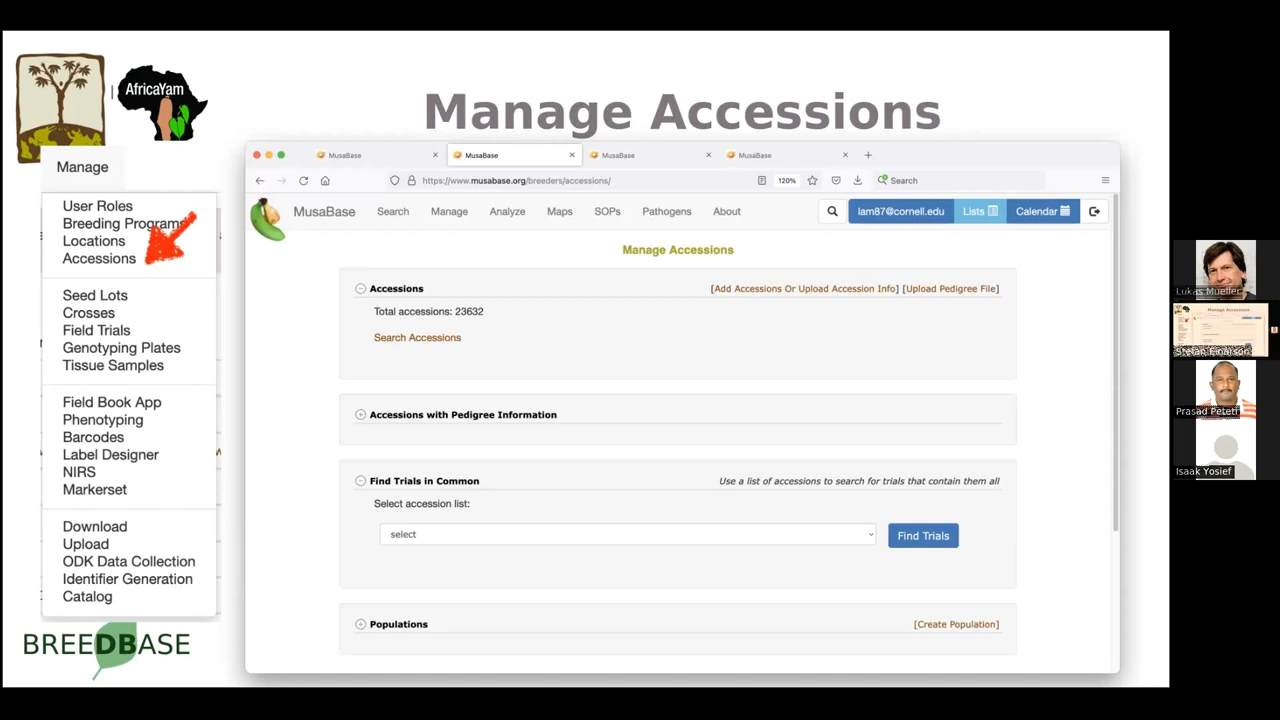 AfricaYam
Manage Accessions
Manage
User Roles
Breeding Programs
Locations
Accessions
Seed Lots
Crosses
Field Trials
Genotyping Plates
Tissue Samples
Field Book App
Phenotyping
Barcodes
Label Designer
NIRS
Markerset
Download
Upload
ODK Data Collection
Identifier Generation
Catalog
BREEDBASE
MusaBase
MusaBase
MusaBase
MusaBase
https://www.musabase.org/breeders/accessions/
120%
Search
MusaBase Search Manage Analyze Maps SOPs Pathogens About
lam87@cornell.edu Lists Calendar
Manage Accessions
Accessions [Add Accessions Or Upload Accession Info] [Upload Pedigree File]
Total accessions: 23632
Search Accessions
Accessions with Pedigree Information
Find Trials in Common Use a list of accessions to search for trials that contain them all
Select accession list:
select Find Trials
Populations [Create Population]
Lukas Mueller
Stefan Einarson
Prasad Peteti
Isaak Yosief